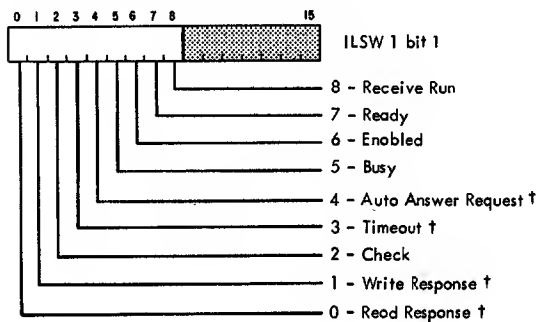 0 1 2 3 4 5 6 7 8 15
ILSW 1 bit 1
8 - Receive Run
7 - Ready
6 - Enobled
5 - Busy
4 - Auto Answer Request †
3 - Timeout †
2 - Check
1 - Write Response †
0 - Reod Response †